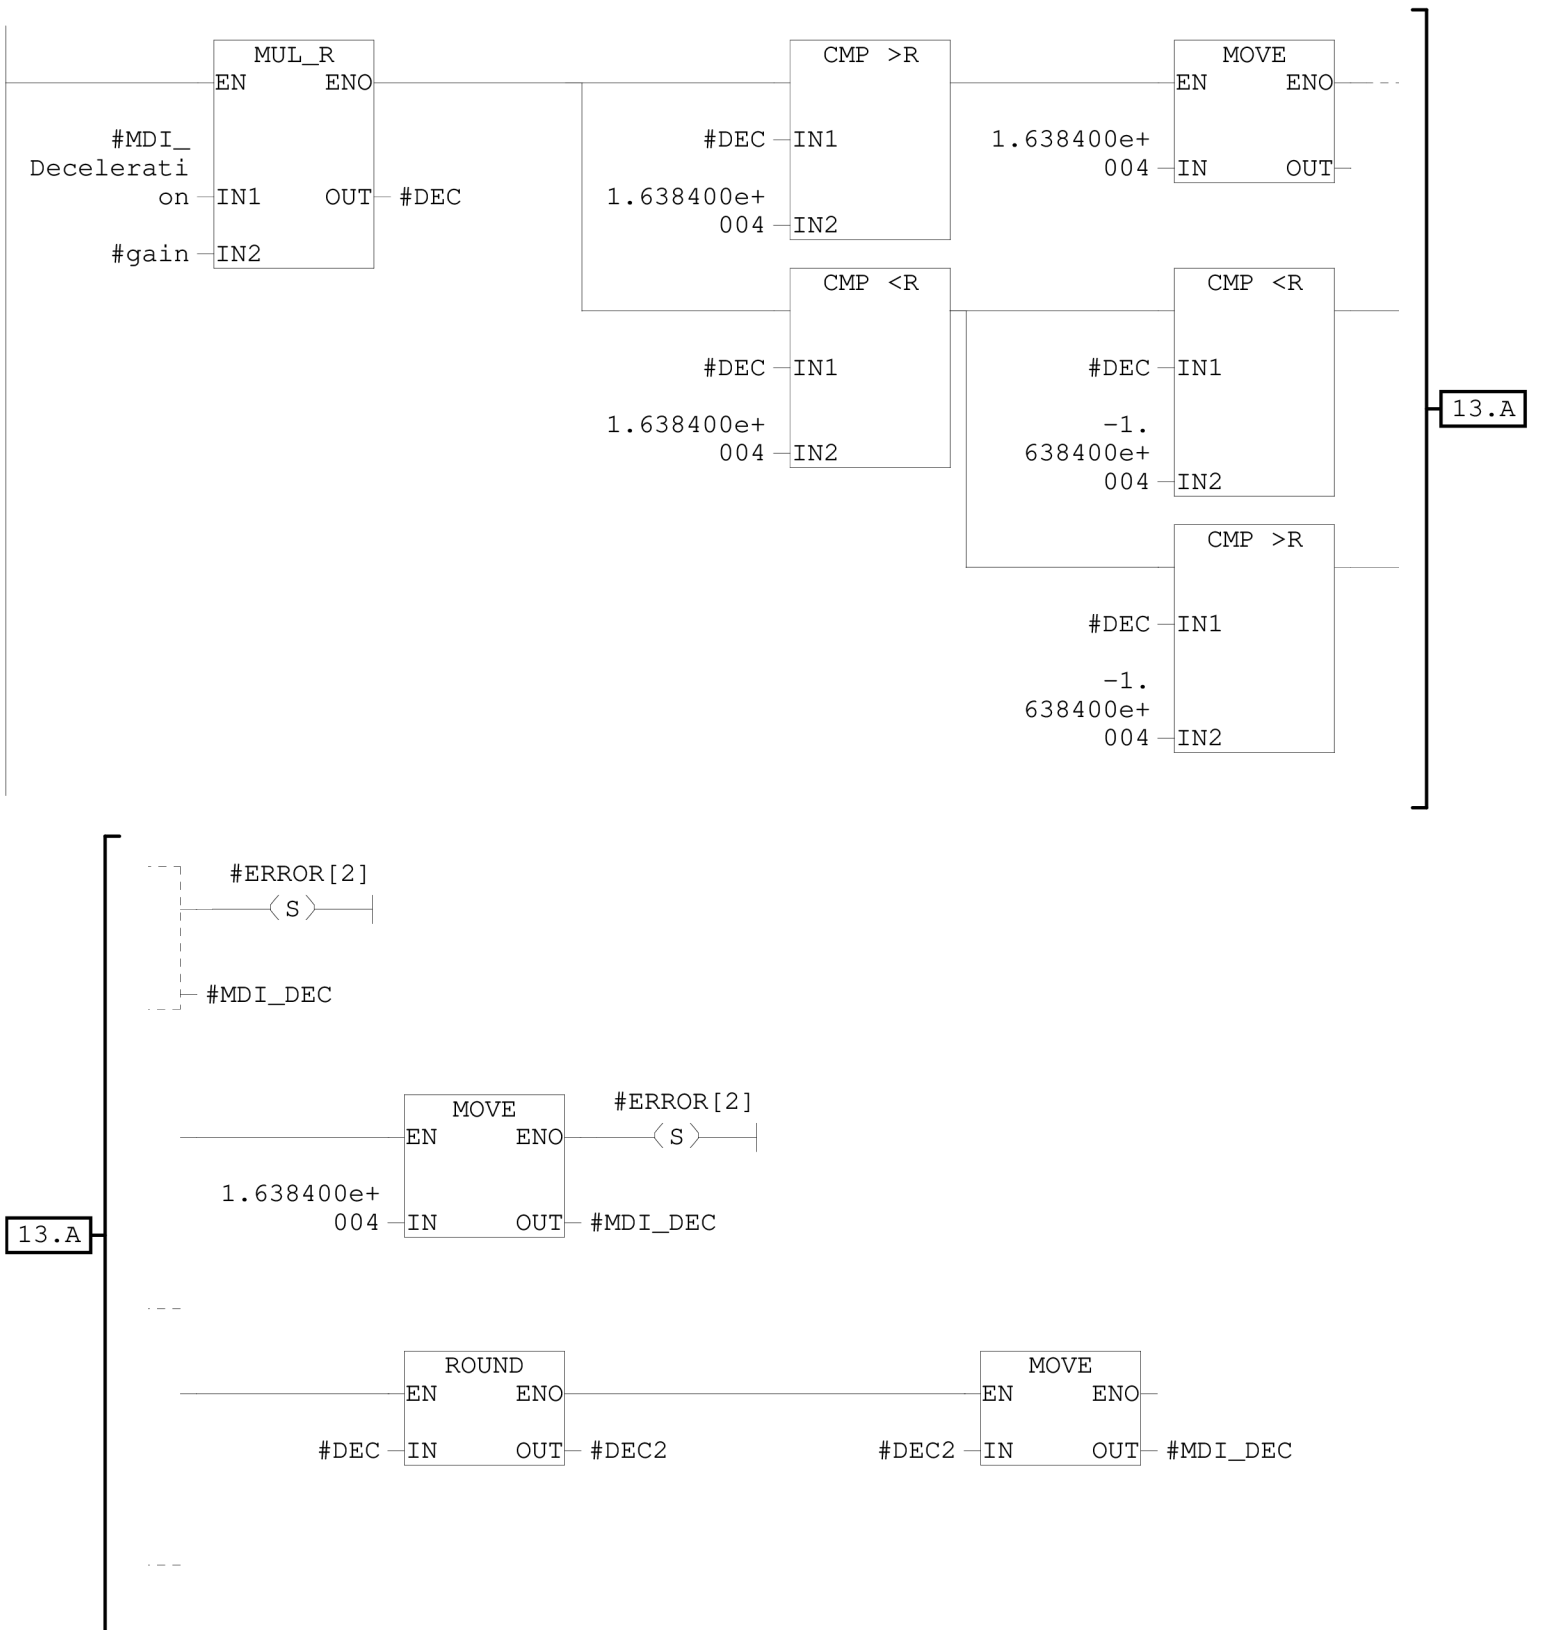 MUL_R
CMP >R
MOVE
EN ENO
EN ENO
#MDI_
Decelerati
on
IN1 OUT
#DEC
#gain
IN2
#DEC
IN1
1.638400e+
004
IN2
1.638400e+
004
IN OUT
CMP <R
CMP <R
#DEC
IN1
1.638400e+
004
IN2
#DEC
IN1
-1.
638400e+
004
IN2
CMP >R
#DEC
IN1
-1.
638400e+
004
IN2
13.A
#ERROR[2]
S
#MDI_DEC
MOVE
#ERROR[2]
EN ENO
S
1.638400e+
004
IN OUT
#MDI_DEC
13.A
ROUND
MOVE
EN ENO
EN ENO
#DEC
IN OUT
#DEC2
#DEC2
IN OUT
#MDI_DEC